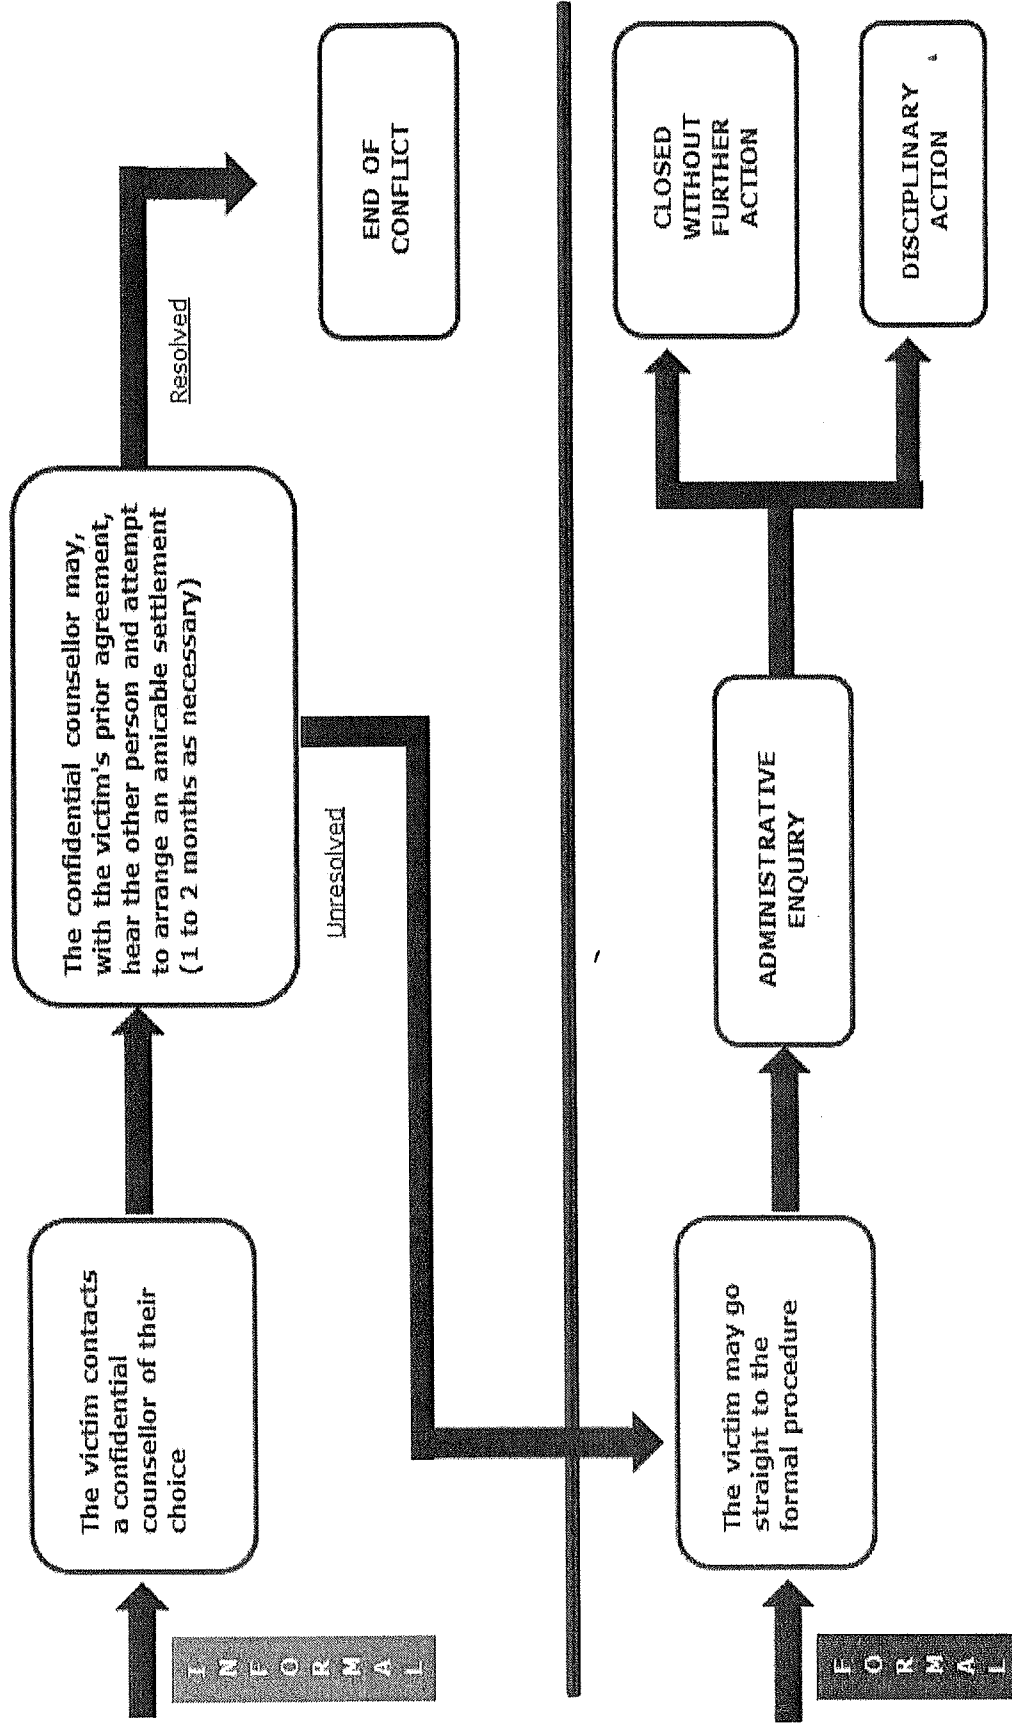 INFORMAL
The victim contacts
a confidential
counsellor of their
choice
The confidential counsellor may,
with the victim's prior agreement,
hear the other person and attempt
to arrange an amicable settlement
(1 to 2 months as necessary)
Resolved
END OF
CONFLICT
Unresolved
FORMAL
The victim may go
straight to the
formal procedure
ADMINISTRATIVE
ENQUIRY
CLOSED
WITHOUT
FURTHER
ACTION
DISCIPLINARY
ACTION